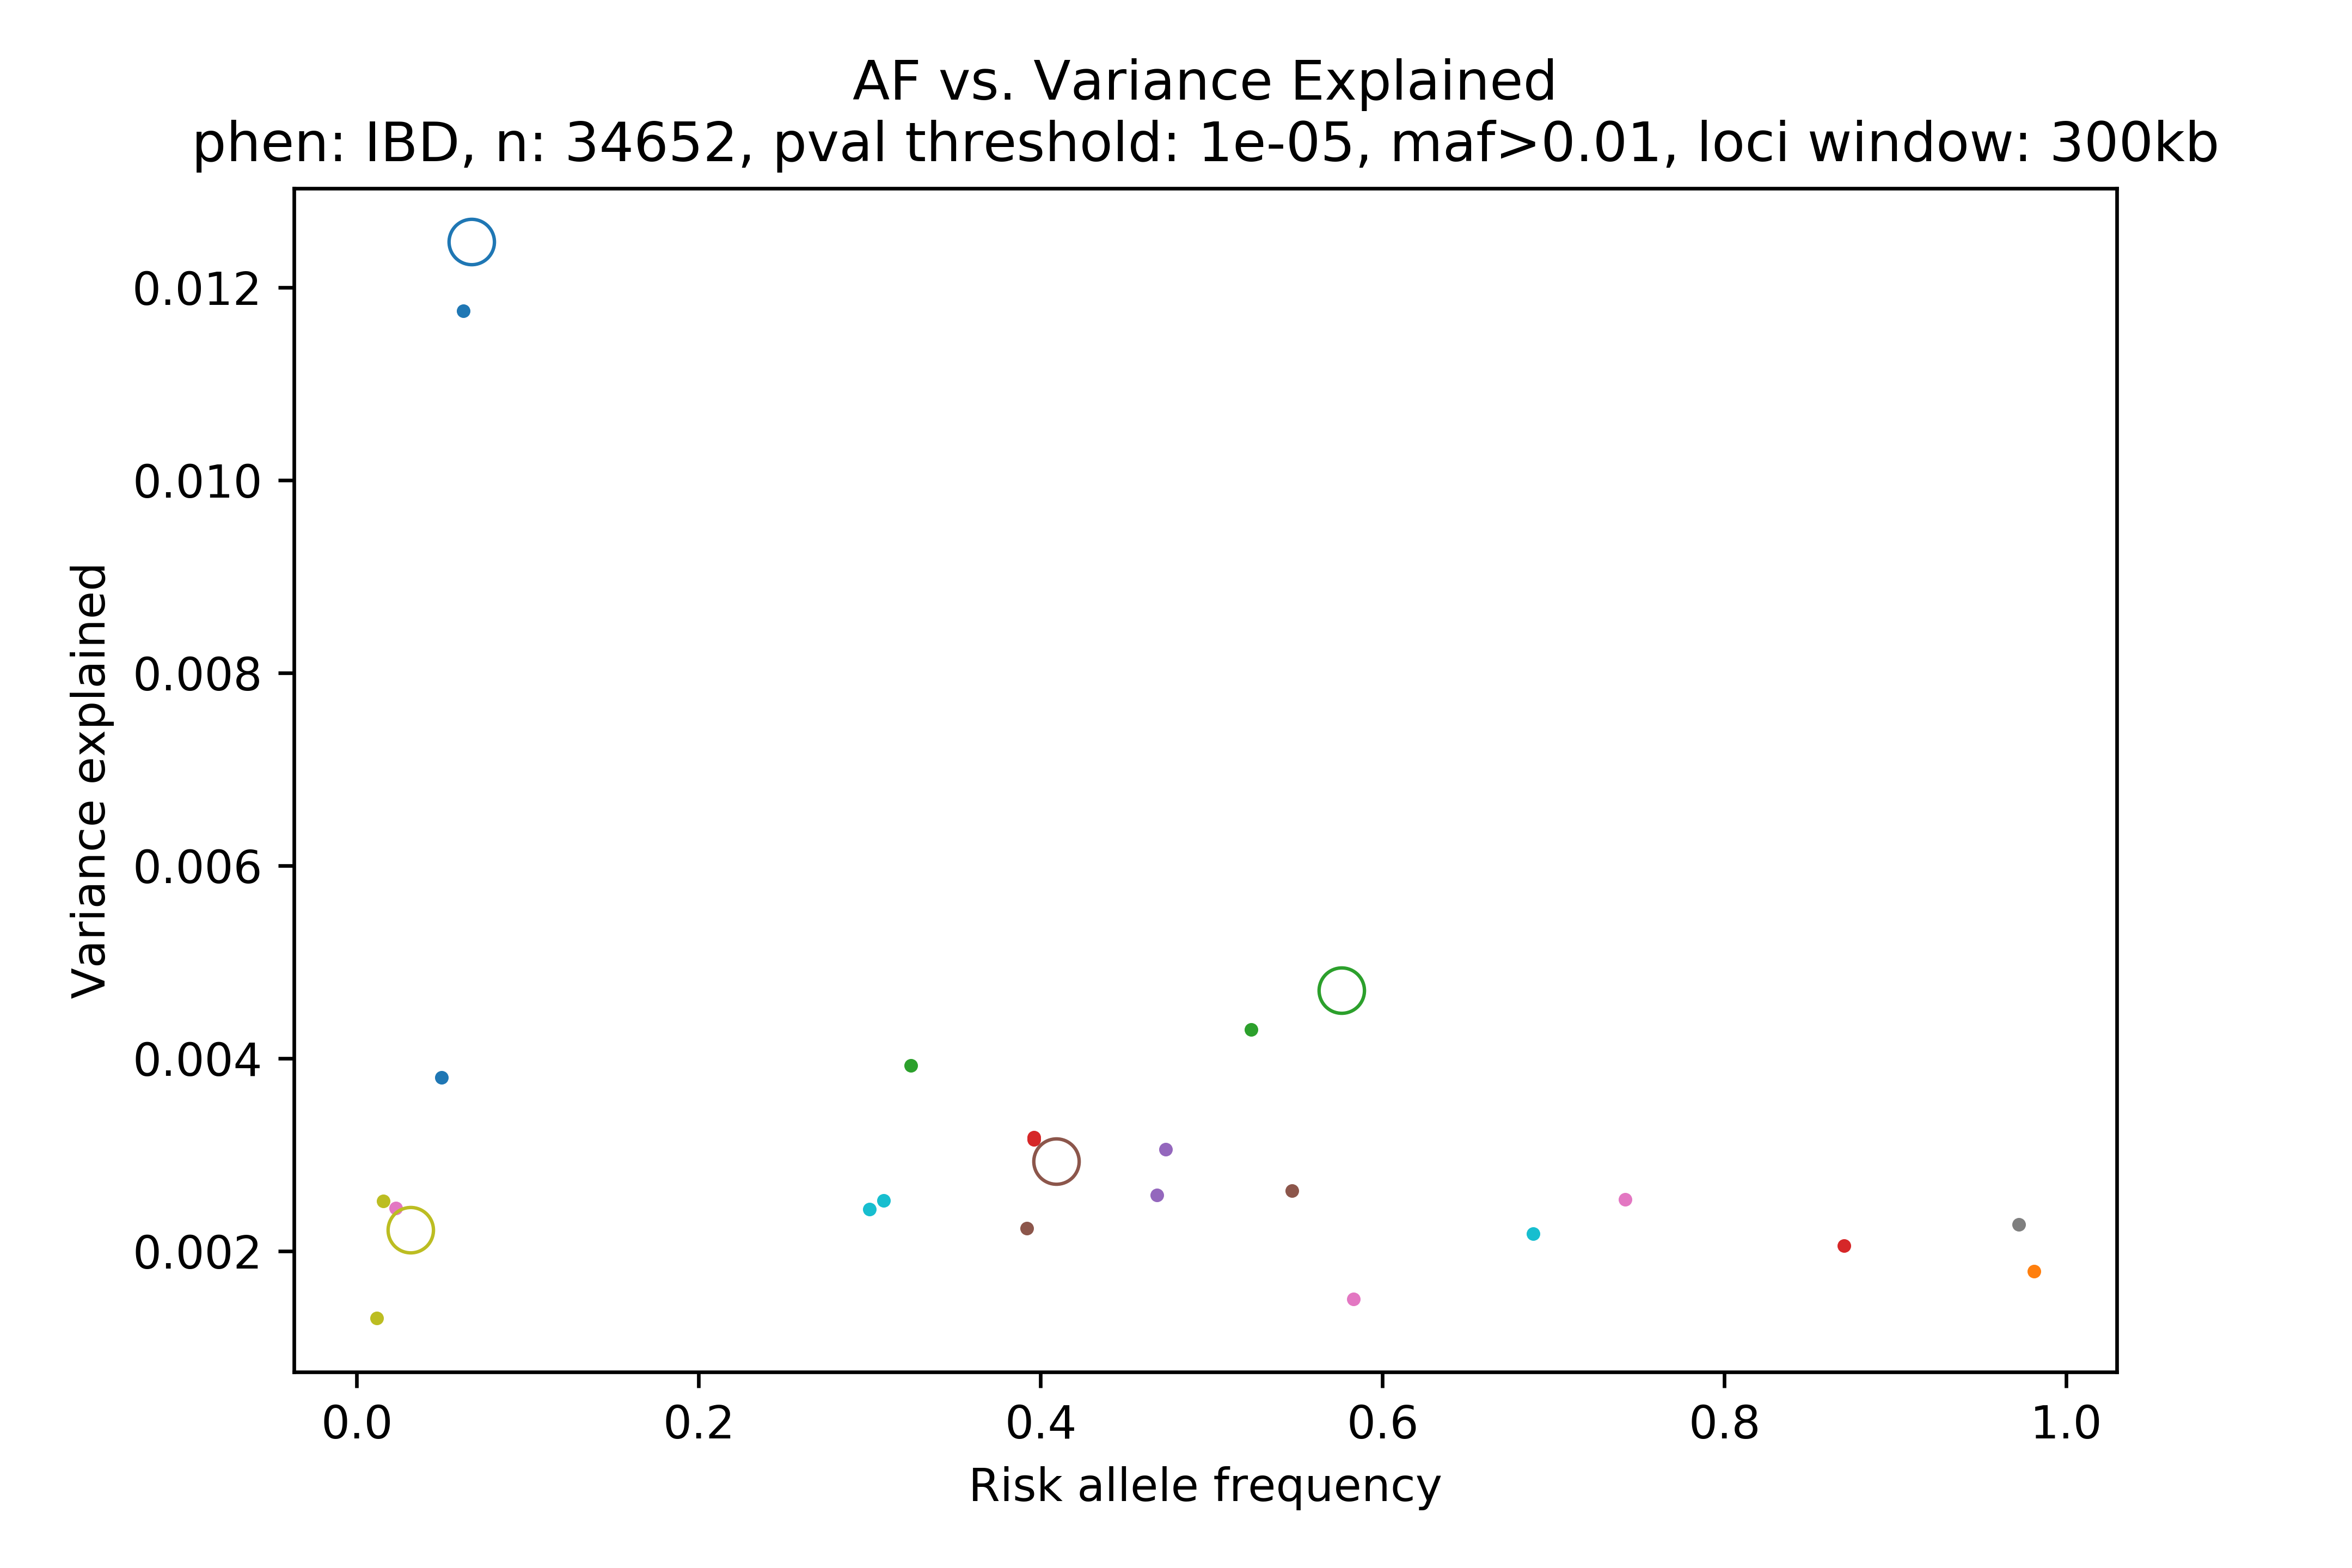 AF vs. Variance Explained
phen: IBD, n: 34652, pval threshold: 1e-05, maf>0.01, loci window: 300kb
0.012
0.010
0.008
0.006
0.004
0.002
Variance explained
0.0 0.2 0.4 0.6 0.8 1.0
Risk allele frequency